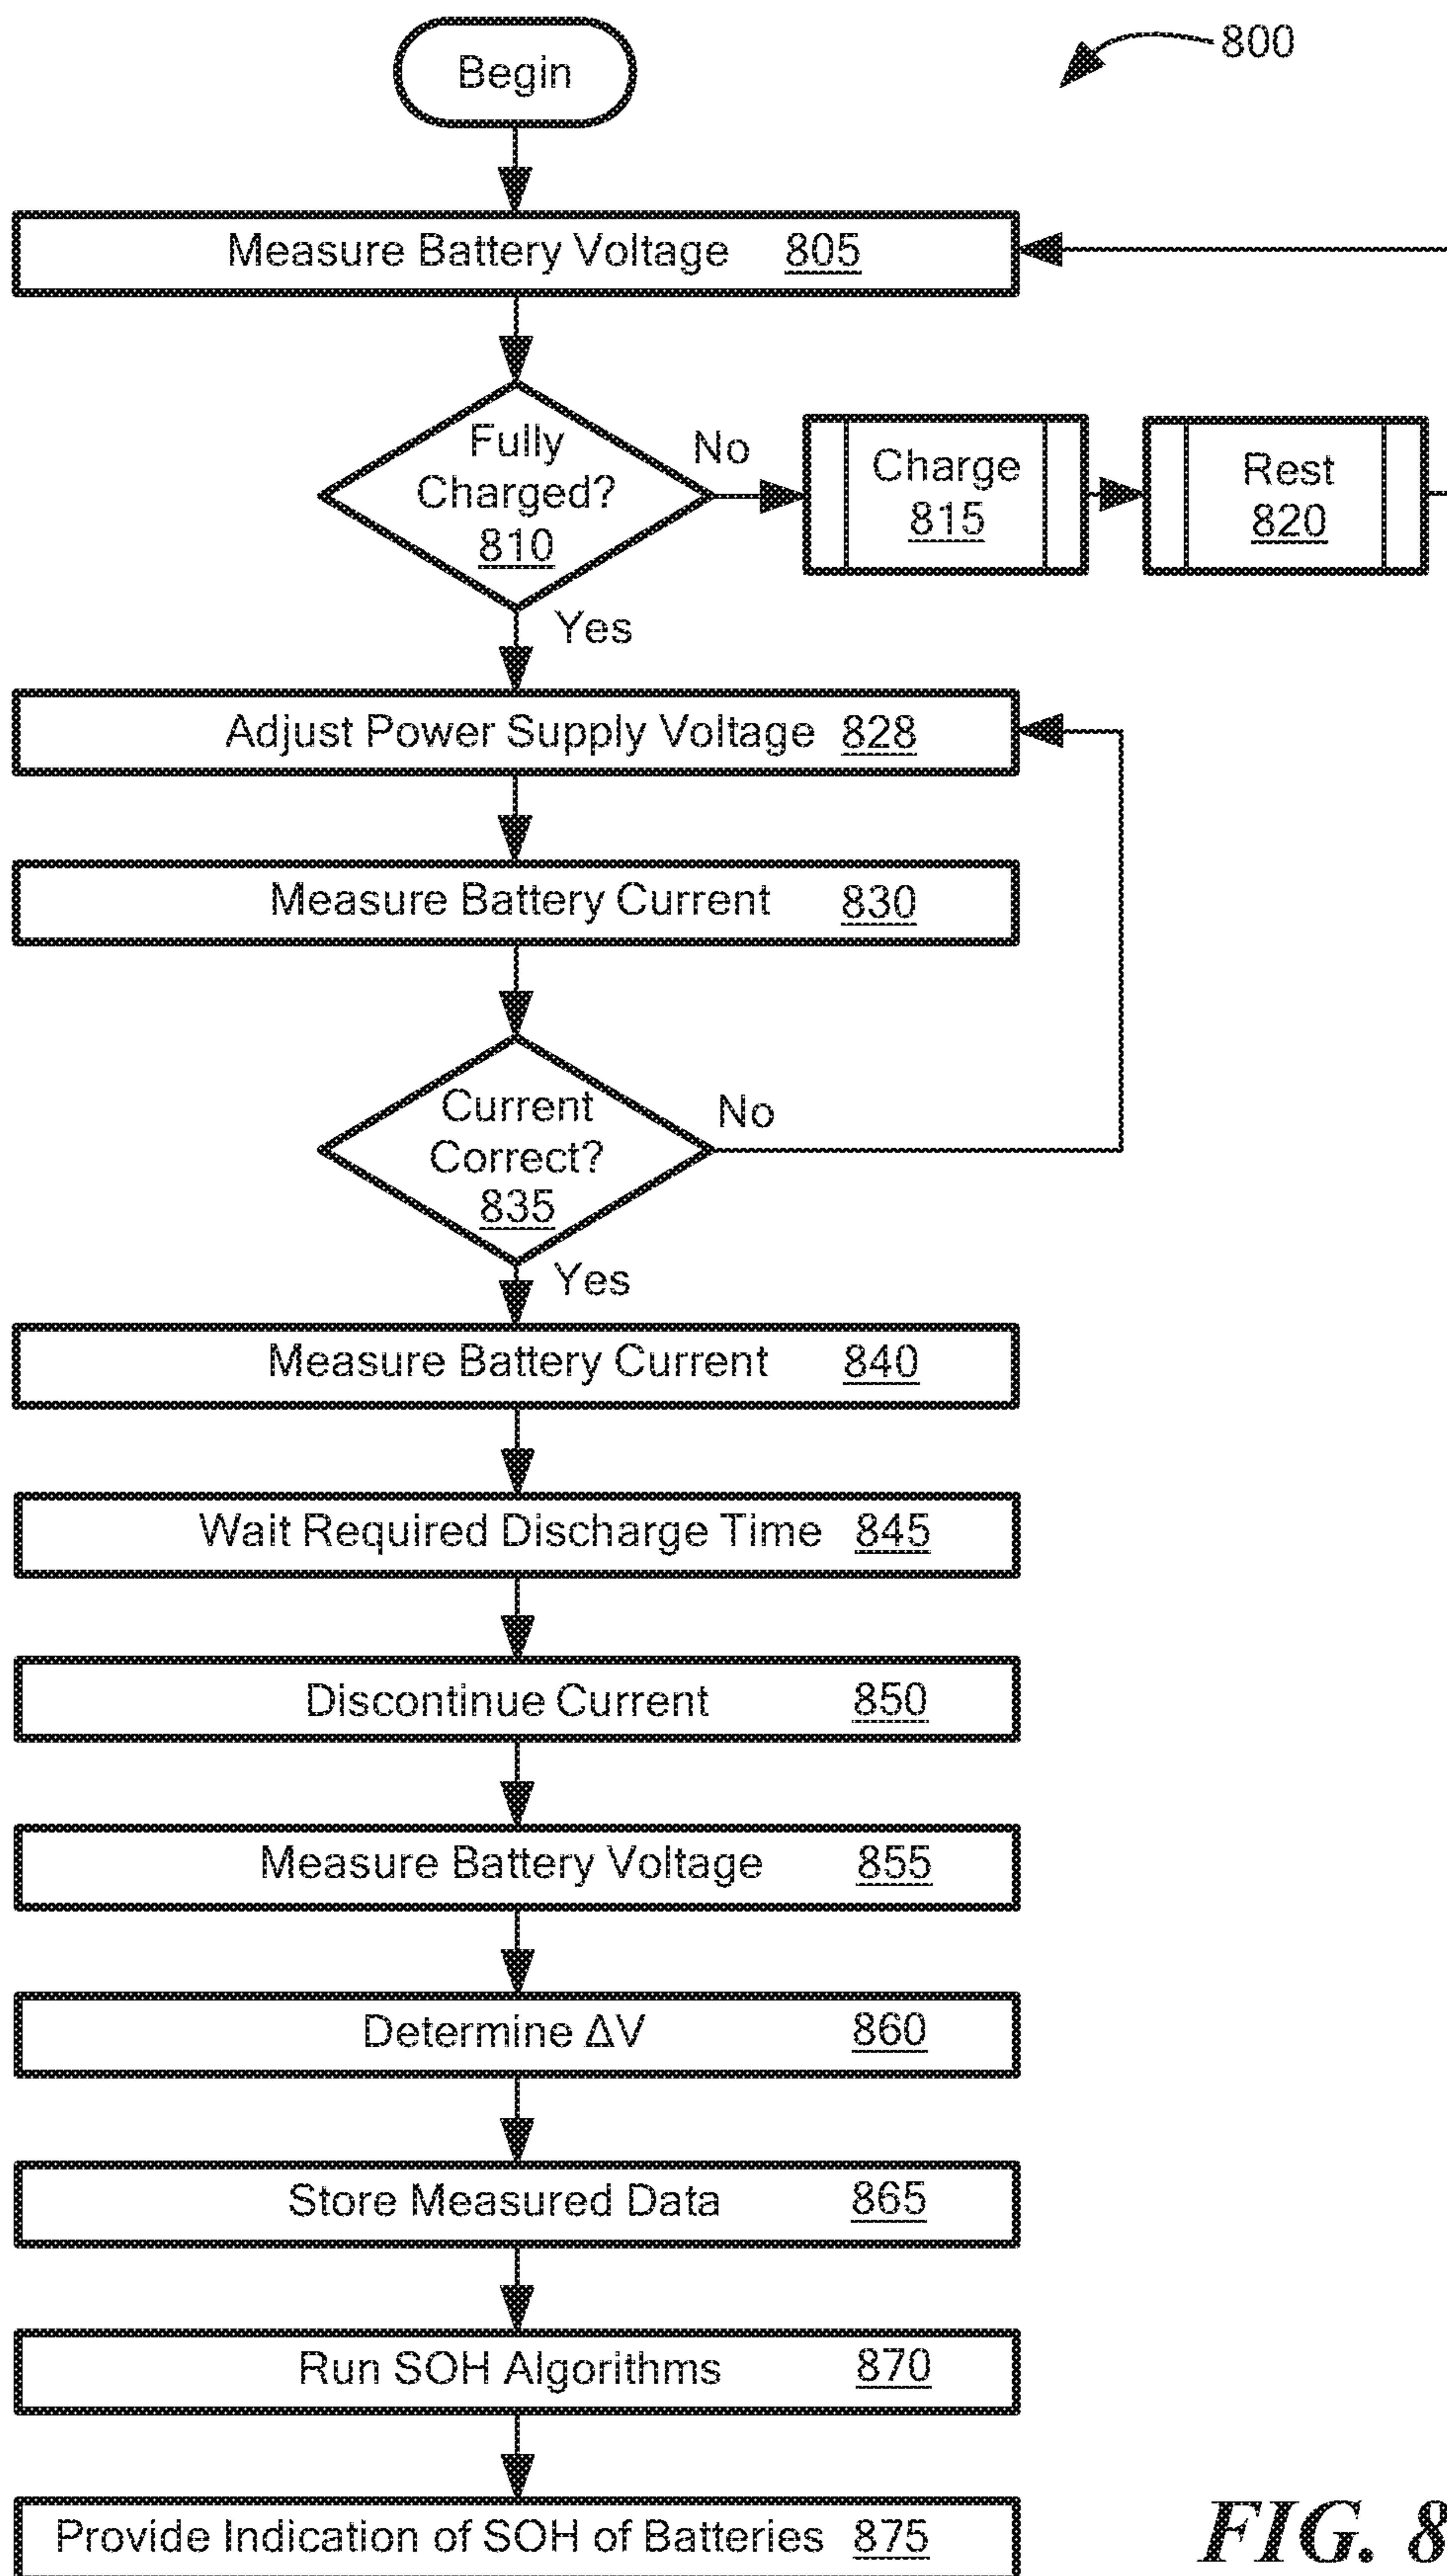 Begin
800
Measure Battery Voltage 805
Fully
Charged?
810
No
Charge
815
Rest
820
Yes
Adjust Power Supply Voltage 828
Measure Battery Current 830
Current
Correct?
835
No
Yes
Measure Battery Current 840
Wait Required Discharge Time 845
Discontinue Current 850
Measure Battery Voltage 855
Determine ΔV 860
Store Measured Data 865
Run SOH Algorithms 870
Provide Indication of SOH of Batteries 875
FIG. 8